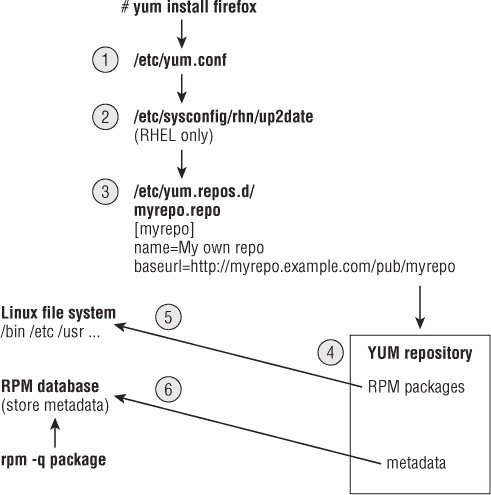 # yum install firefox
1 /etc/yum.conf
2 /etc/sysconfig/rhn/up2date
(RHEL only)
3 /etc/yum.repos.d/
myrepo.repo
[myrepo]
name=My own repo
baseurl=http://myrepo.example.com/pub/myrepo
Linux file system
/bin /etc /usr ...
5
4 YUM repository
RPM packages
RPM database
(store metadata)
6
rpm -q package
metadata